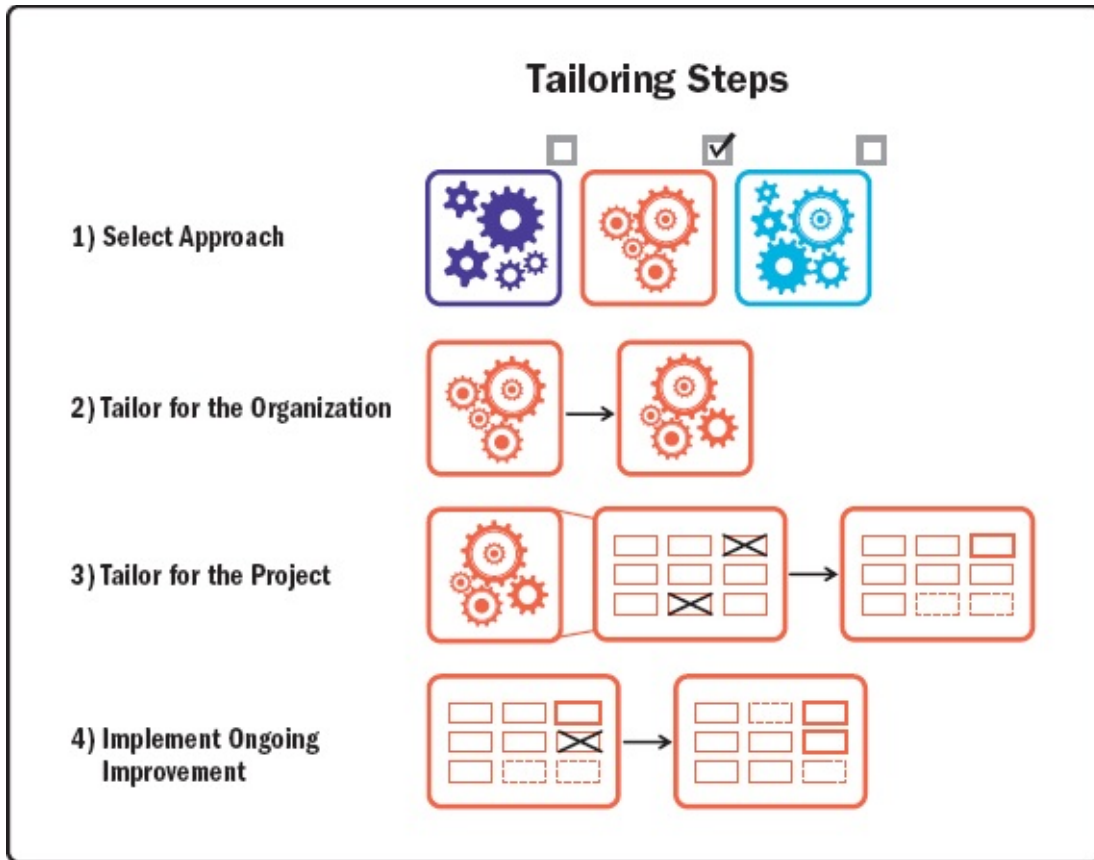 Tailoring Steps
1) Select Approach
2) Tailor for the Organization
3) Tailor for the Project
4) Implement Ongoing
Improvement